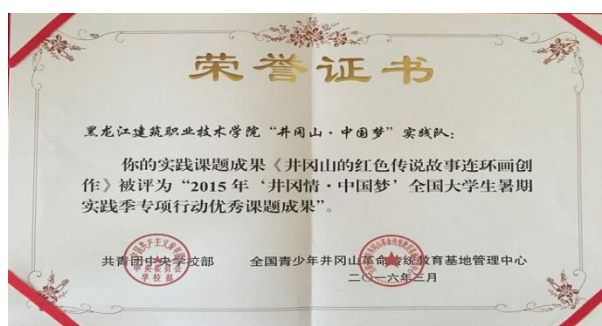 荣誉证书
黑龙江建筑职业技术学院“井冈山·中国梦”实践队：
你的实践课题成果《井冈山的红色传说故事连环画创
作》被评为“2015年‘井冈情·中国梦’全国大学生暑期
实践季专项行动优秀课题成果”。
共青团中央学校部 全国青少年井冈山革命传统教育基地管理中心
二〇一六年三月